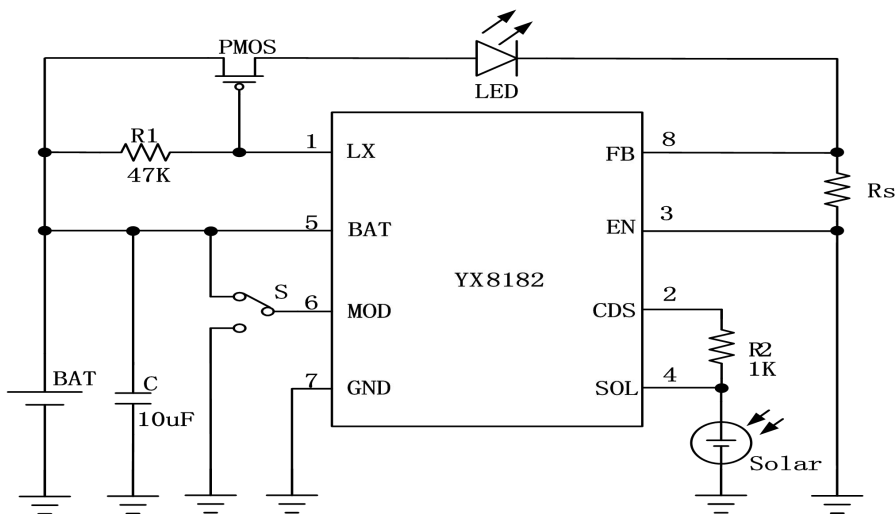 PMOS
LED
R1
47K
1
LX
FB
8
Rs
5
BAT
EN
3
YX8182
S
6
MOD
CDS
2
R2
1K
BAT
C
10uF
7
GND
SOL
4
Solar